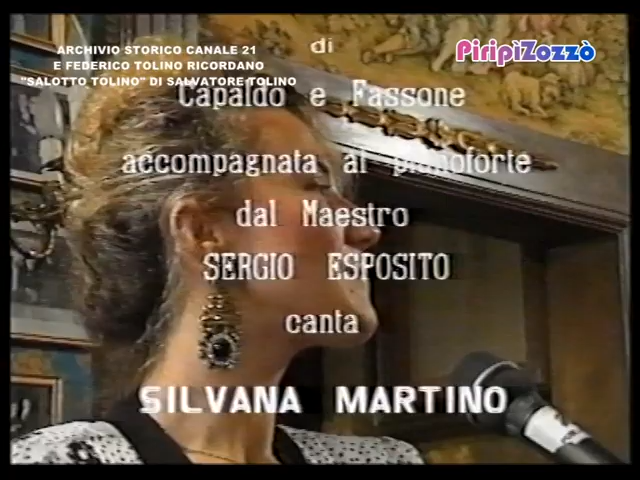 ARCHIVIO STORICO CANALE 21
E FEDERICO TOLINO RICORDANO
"SALOTTO TOLINO" DI SALVATORE TOLINO
PiripìZozzò
di
Capaldo e Fassone
accompagnata al pianoforte
dal Maestro
SERGIO ESPOSITO
canta
SILVANA MARTINO